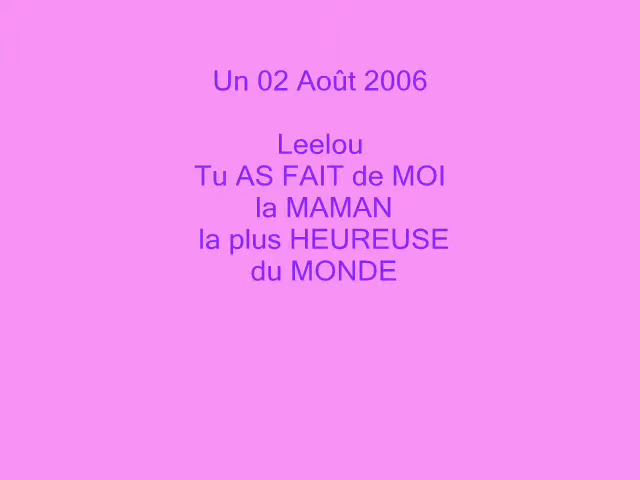 Un 02 Août 2006
Leelou
Tu AS FAIT de MOI
la MAMAN
la plus HEUREUSE
du MONDE